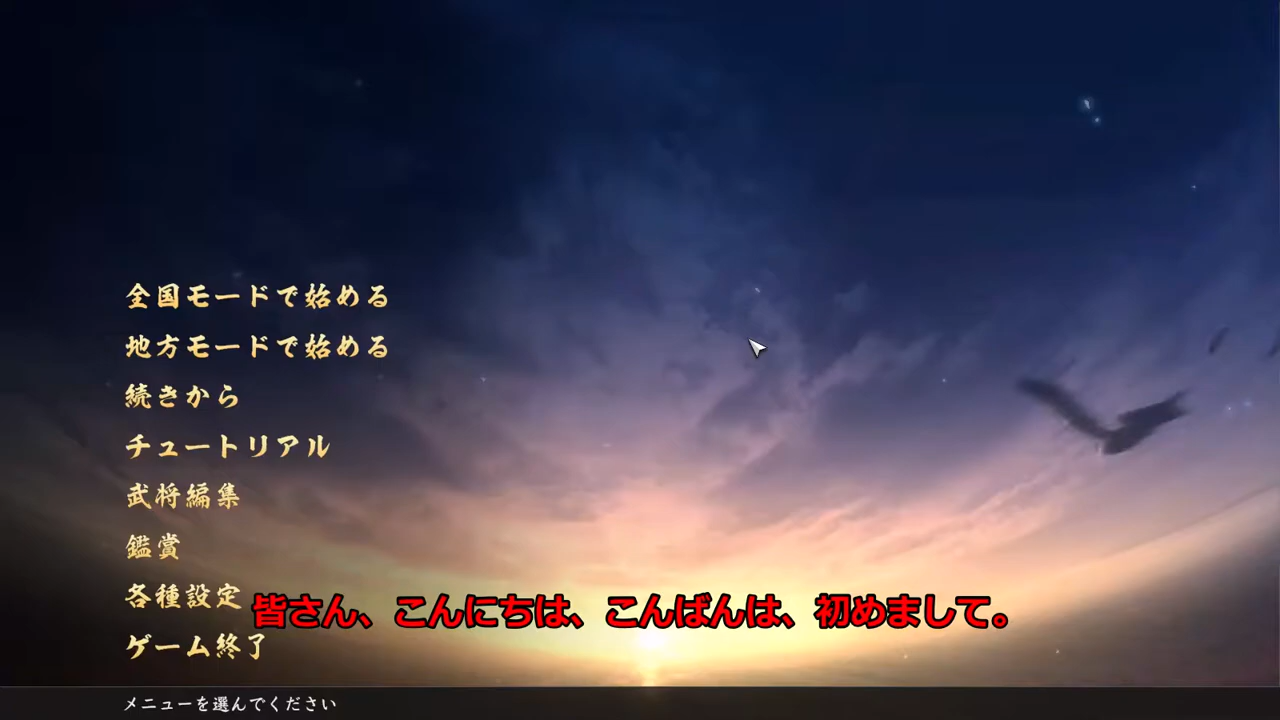 全国モードで始める
地方モードで始める
続きから
チュートリアル
武将編集
鑑賞
各種設定
皆さん、こんにちは、こんばんは、初めまして。
ゲーム終了
メニューを選んでください